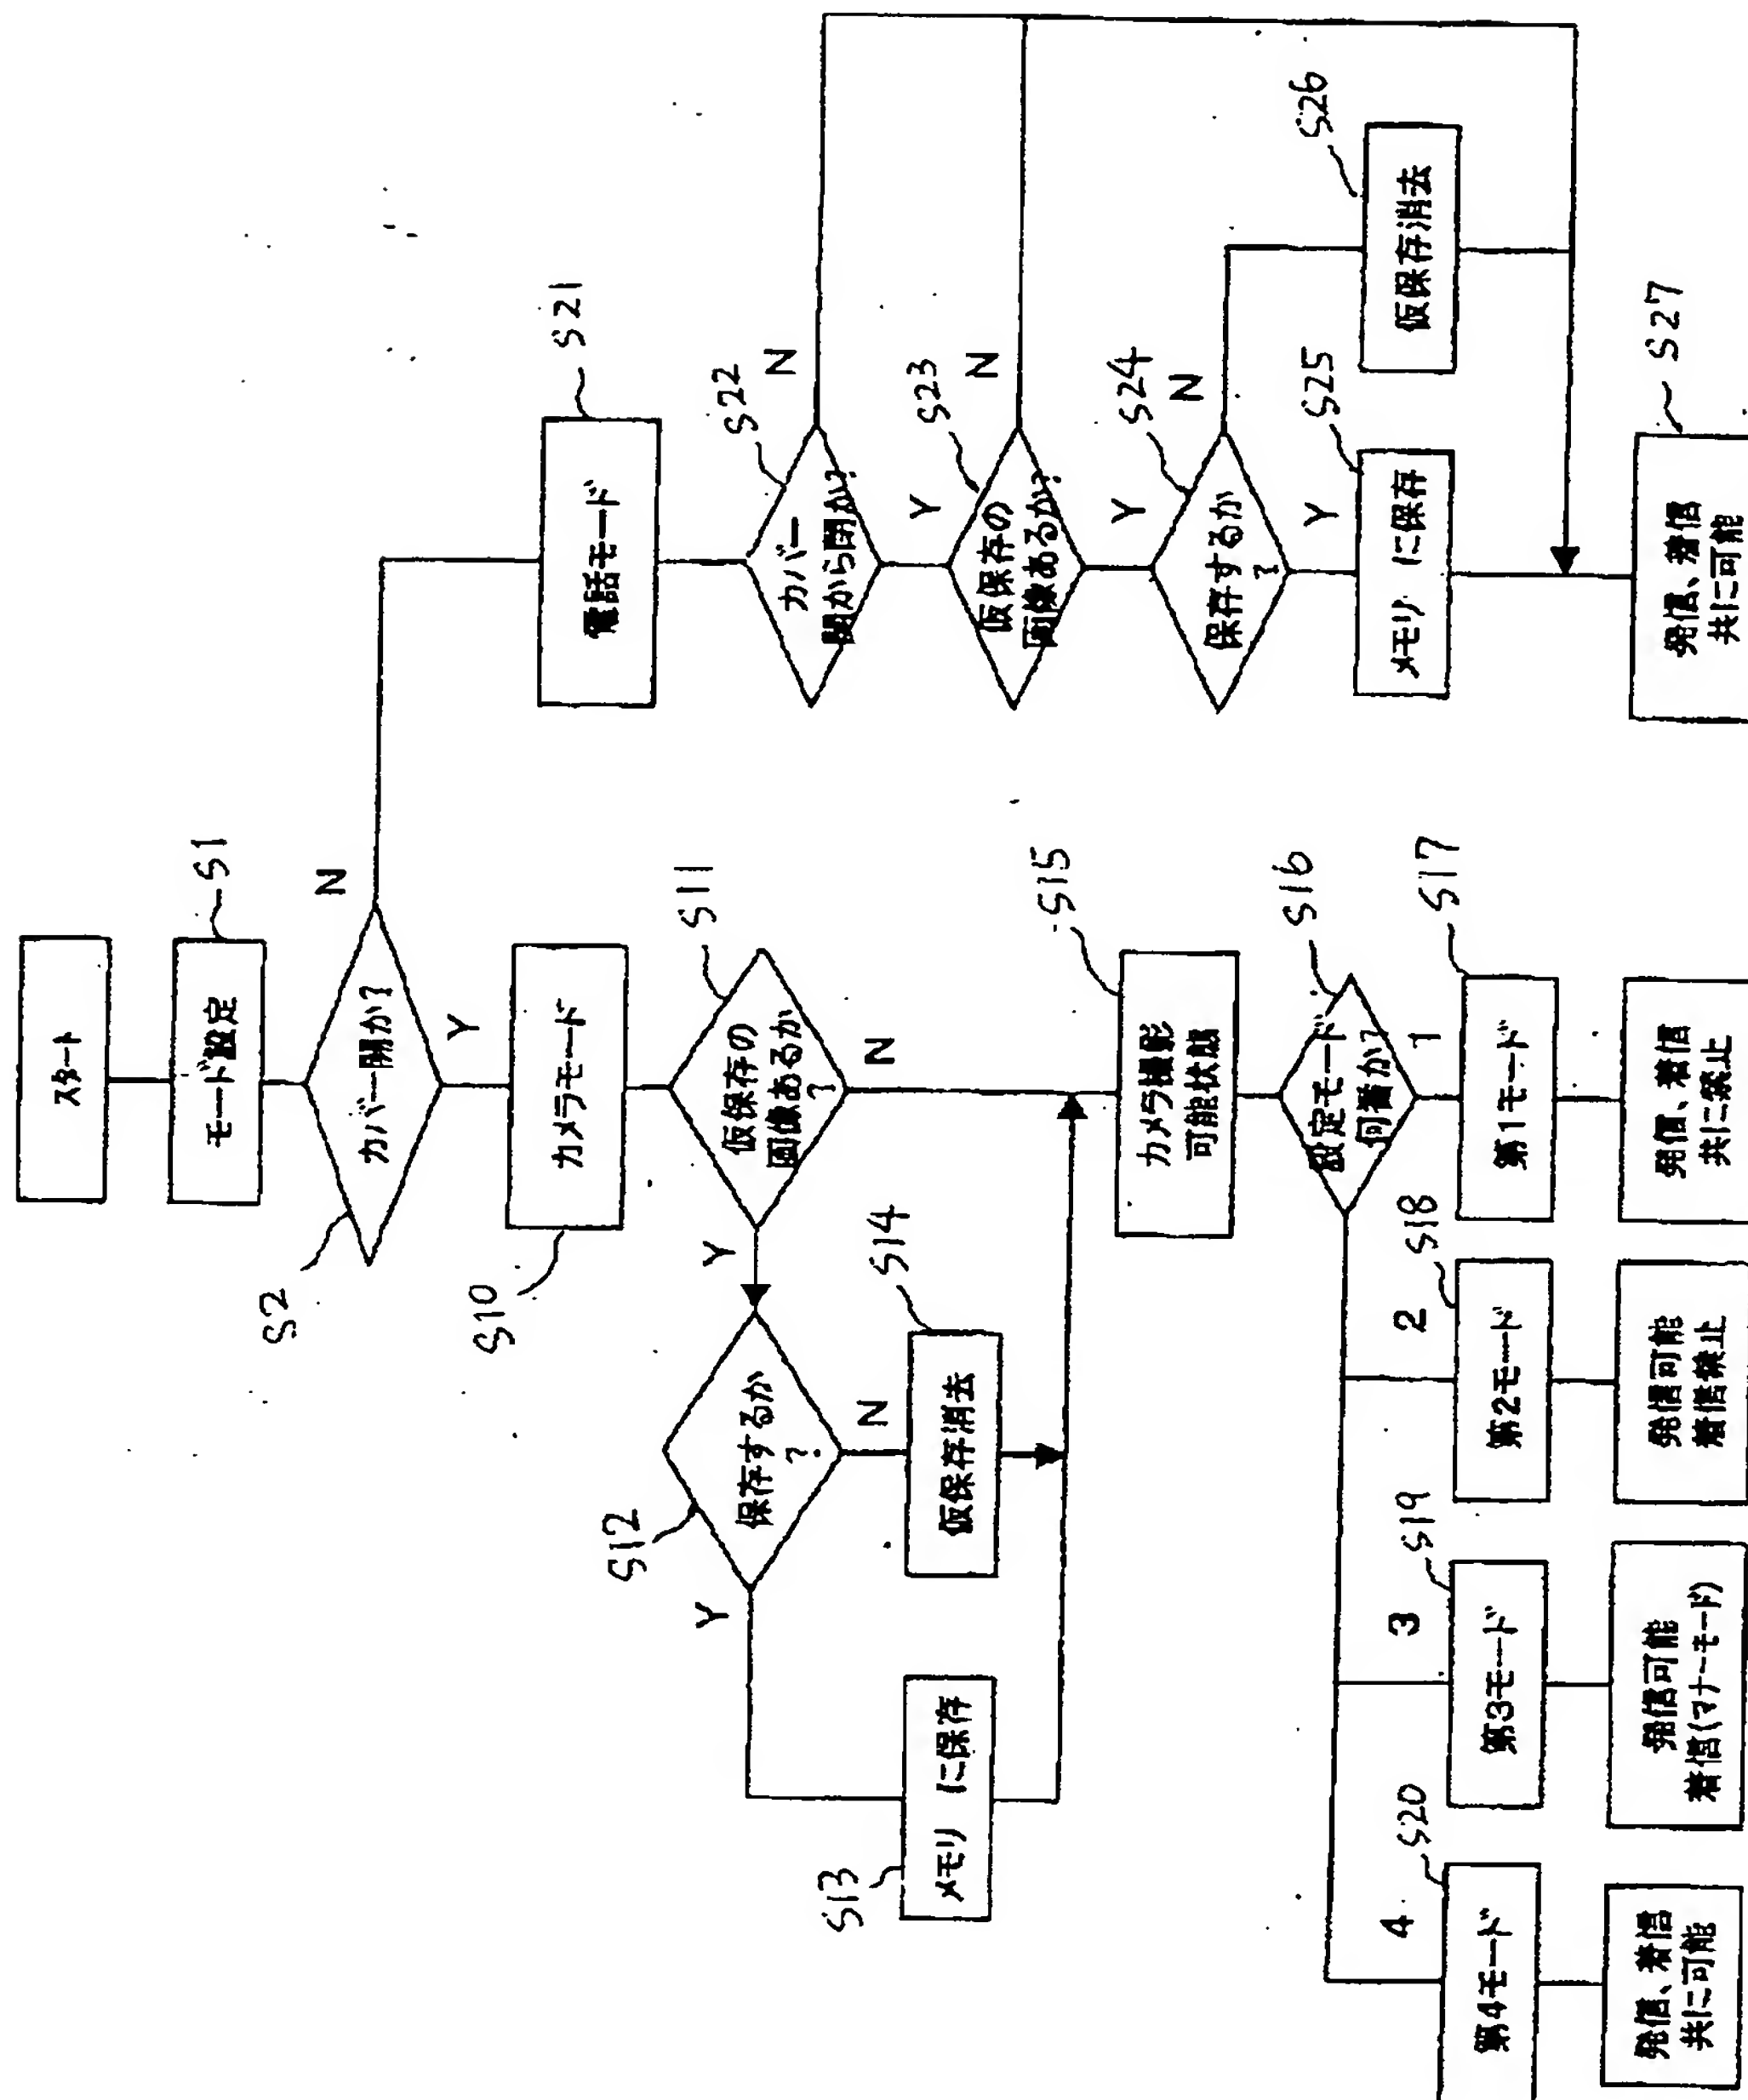 スタート
モード設定
S1
カバー開か?
S2
N
Y
カメラモード
S10
仮保存の
画像あるか
?
S11
Y
N
保存するか
?
S12
Y
N
メモリ に保存
S13
仮保存消去
S14
カメラ撮影
可能状態
S15
設定モード
何番か?
S16
1
第1モード
S17
発信、着信
共に禁止
2
第2モード
S18
発信可能
着信禁止
3
第3モード
S19
発信可能
着信(マナーモード)
4
第4モード
S20
発信、着信
共に可能
電話モード
S21
カバー
開から閉か?
S22
N
Y
仮保存の
画像あるか?
S23
N
Y
保存するか
?
S24
N
Y
メモリ に保存
S25
仮保存消去
S26
発信、着信
共に可能
S27